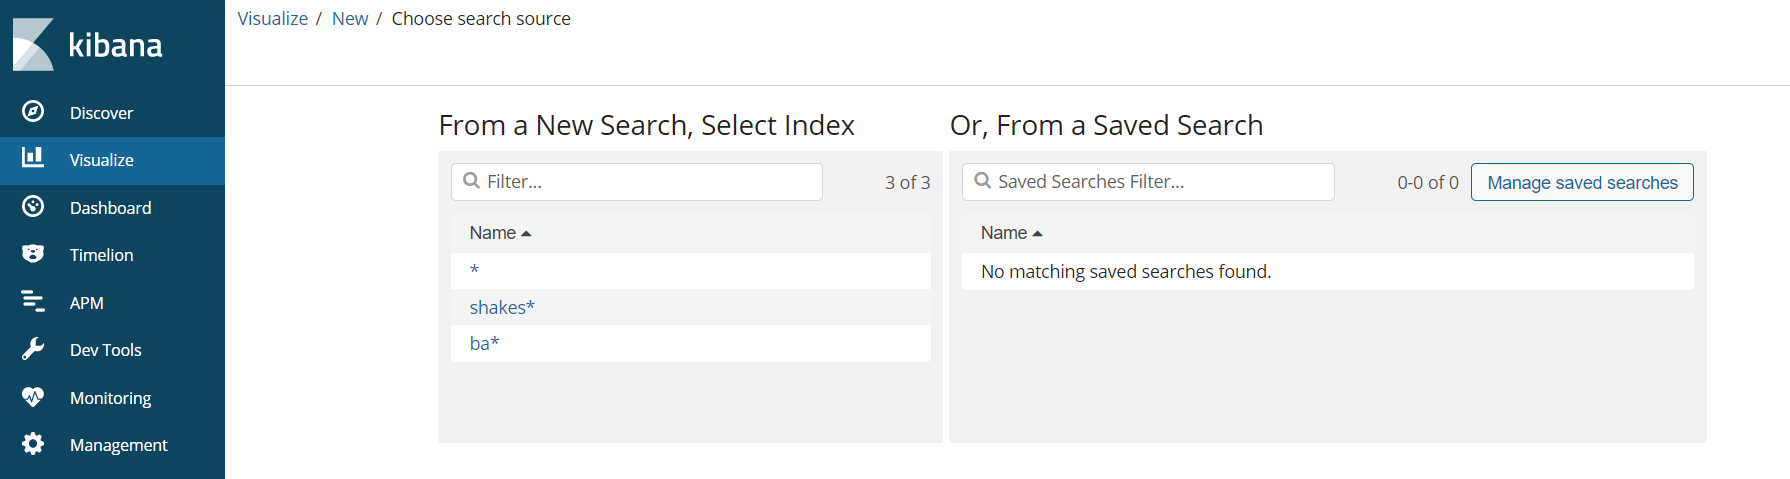 kibana
Discover
Visualize
Dashboard
Timelion
APM
Dev Tools
Monitoring
Management
Visualize / New / Choose search source
From a New Search, Select Index
Filter...
3 of 3
Name
*
shakes*
ba*
Or, From a Saved Search
Saved Searches Filter...
0-0 of 0
Manage saved searches
Name
No matching saved searches found.